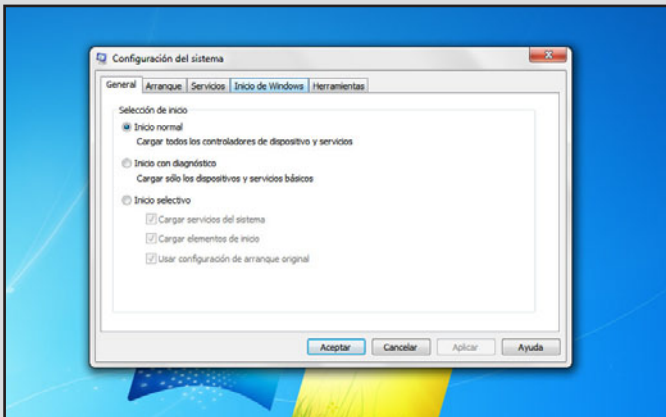 Configuración del sistema
General Arranque Servicios Inicio de Windows Herramientas
Selección de inicio
Inicio normal
Cargar todos los controladores de dispositivo y servicios
Inicio con diagnóstico
Cargar sólo los dispositivos y servicios básicos
Inicio selectivo
Cargar servicios del sistema
Cargar elementos de inicio
Usar configuración de arranque original
Aceptar Cancelar Aplicar Ayuda